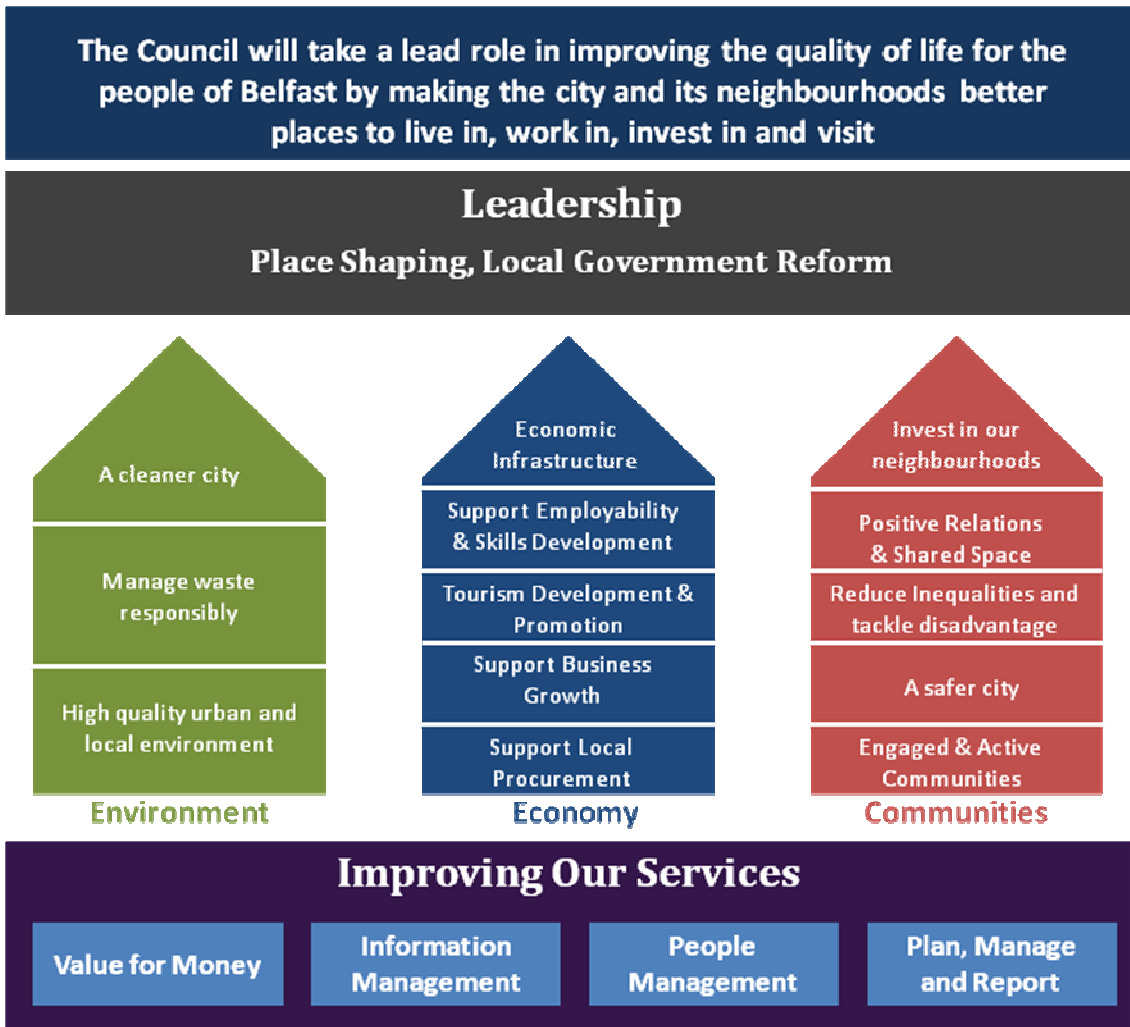 The Council will take a lead role in improving the quality of life for the
people of Belfast by making the city and its neighbourhoods better
places to live in, work in, invest in and visit
Leadership
Place Shaping, Local Government Reform
A cleaner city
Manage waste
responsibly
High quality urban and
local environment
Environment
Economic
Infrastructure
Support Employability
& Skills Development
Tourism Development &
Promotion
Support Business
Growth
Support Local
Procurement
Economy
Invest in our
neighbourhoods
Positive Relations
& Shared Space
Reduce Inequalities and
tackle disadvantage
A safer city
Engaged & Active
Communities
Communities
Improving Our Services
Value for Money
Information
Management
People
Management
Plan, Manage
and Report